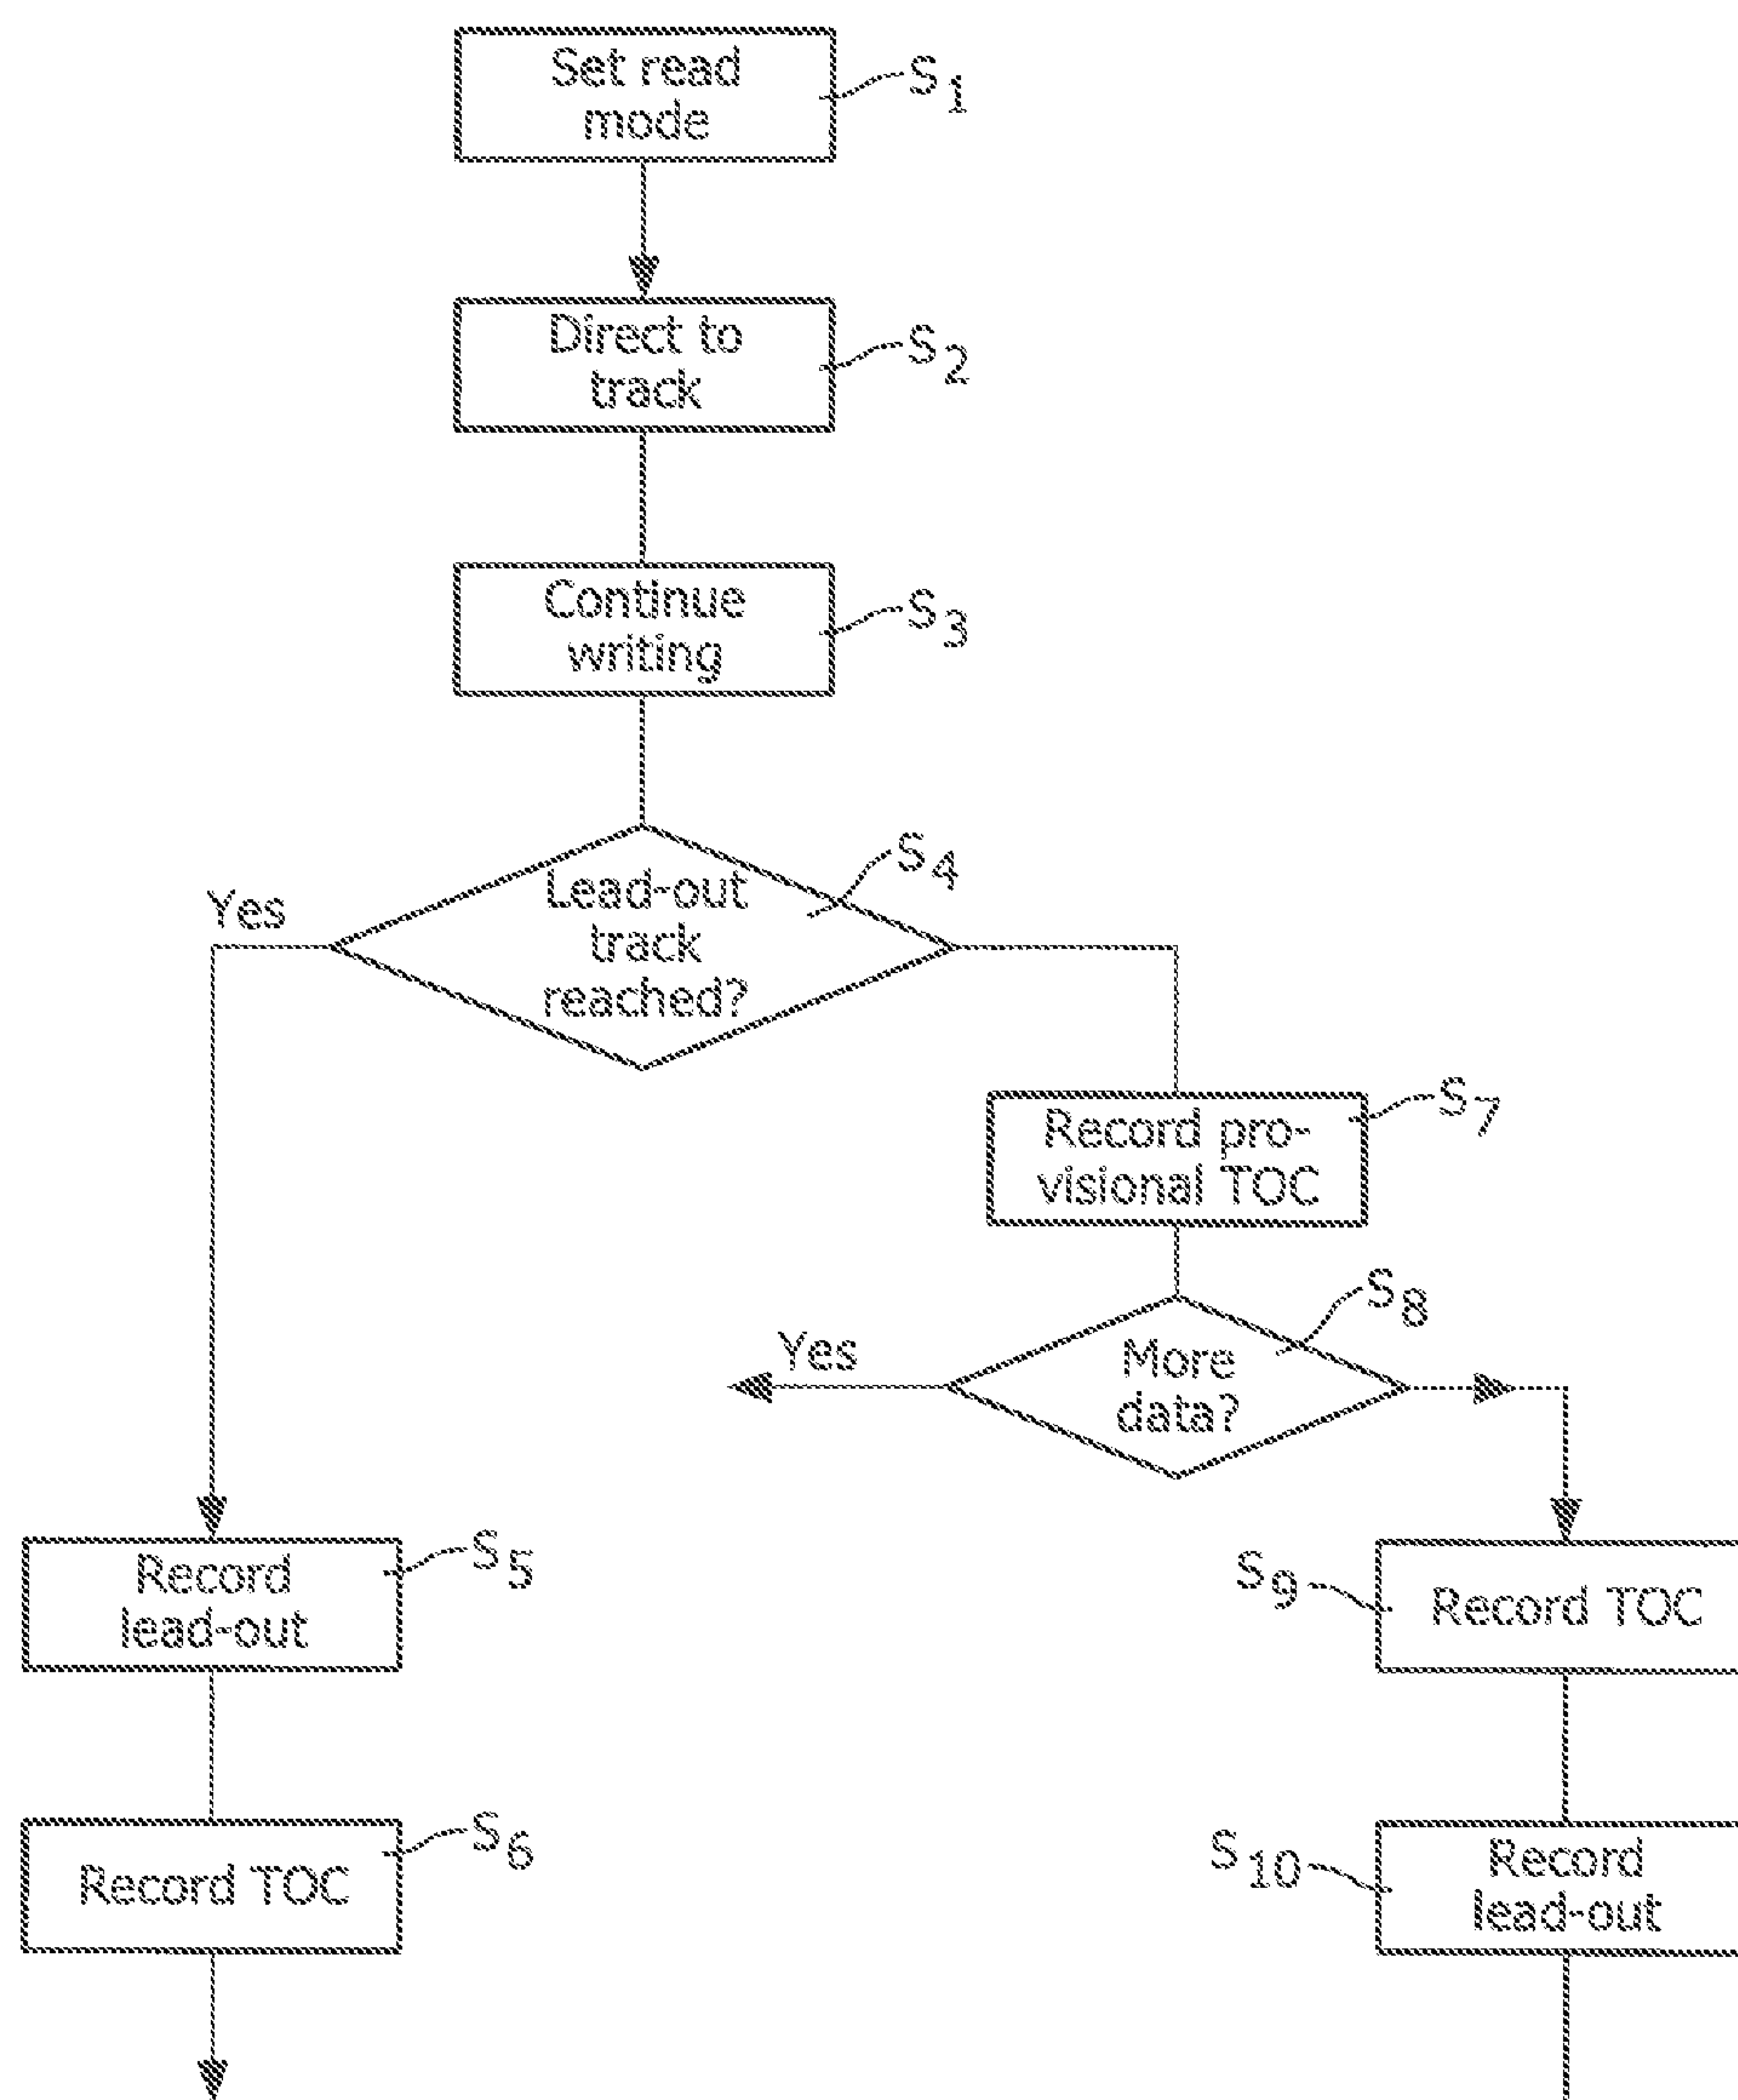 Set read
mode
S1
Direct to
track
S2
Continue
writing
S3
Lead-out
track
reached?
S4
Yes
Record pro-
visional TOC
S7
More
data?
S8
Yes
Record
lead-out
S5
S9
Record TOC
Record TOC
S6
S10
Record
lead-out